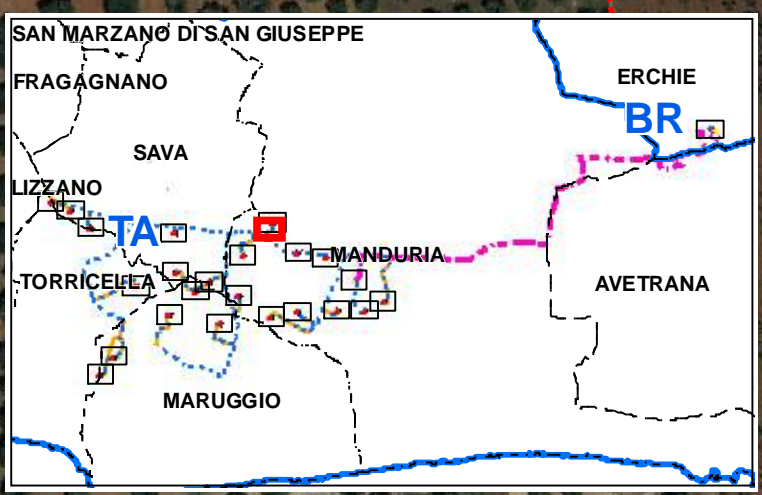 SAN MARZANO DI SAN GIUSEPPE
FRAGAGNANO
ERCHIE
BR
SAVA
LIZZANO
TA
MANDURIA
TORRICELLA
AVETRANA
MARUGGIO